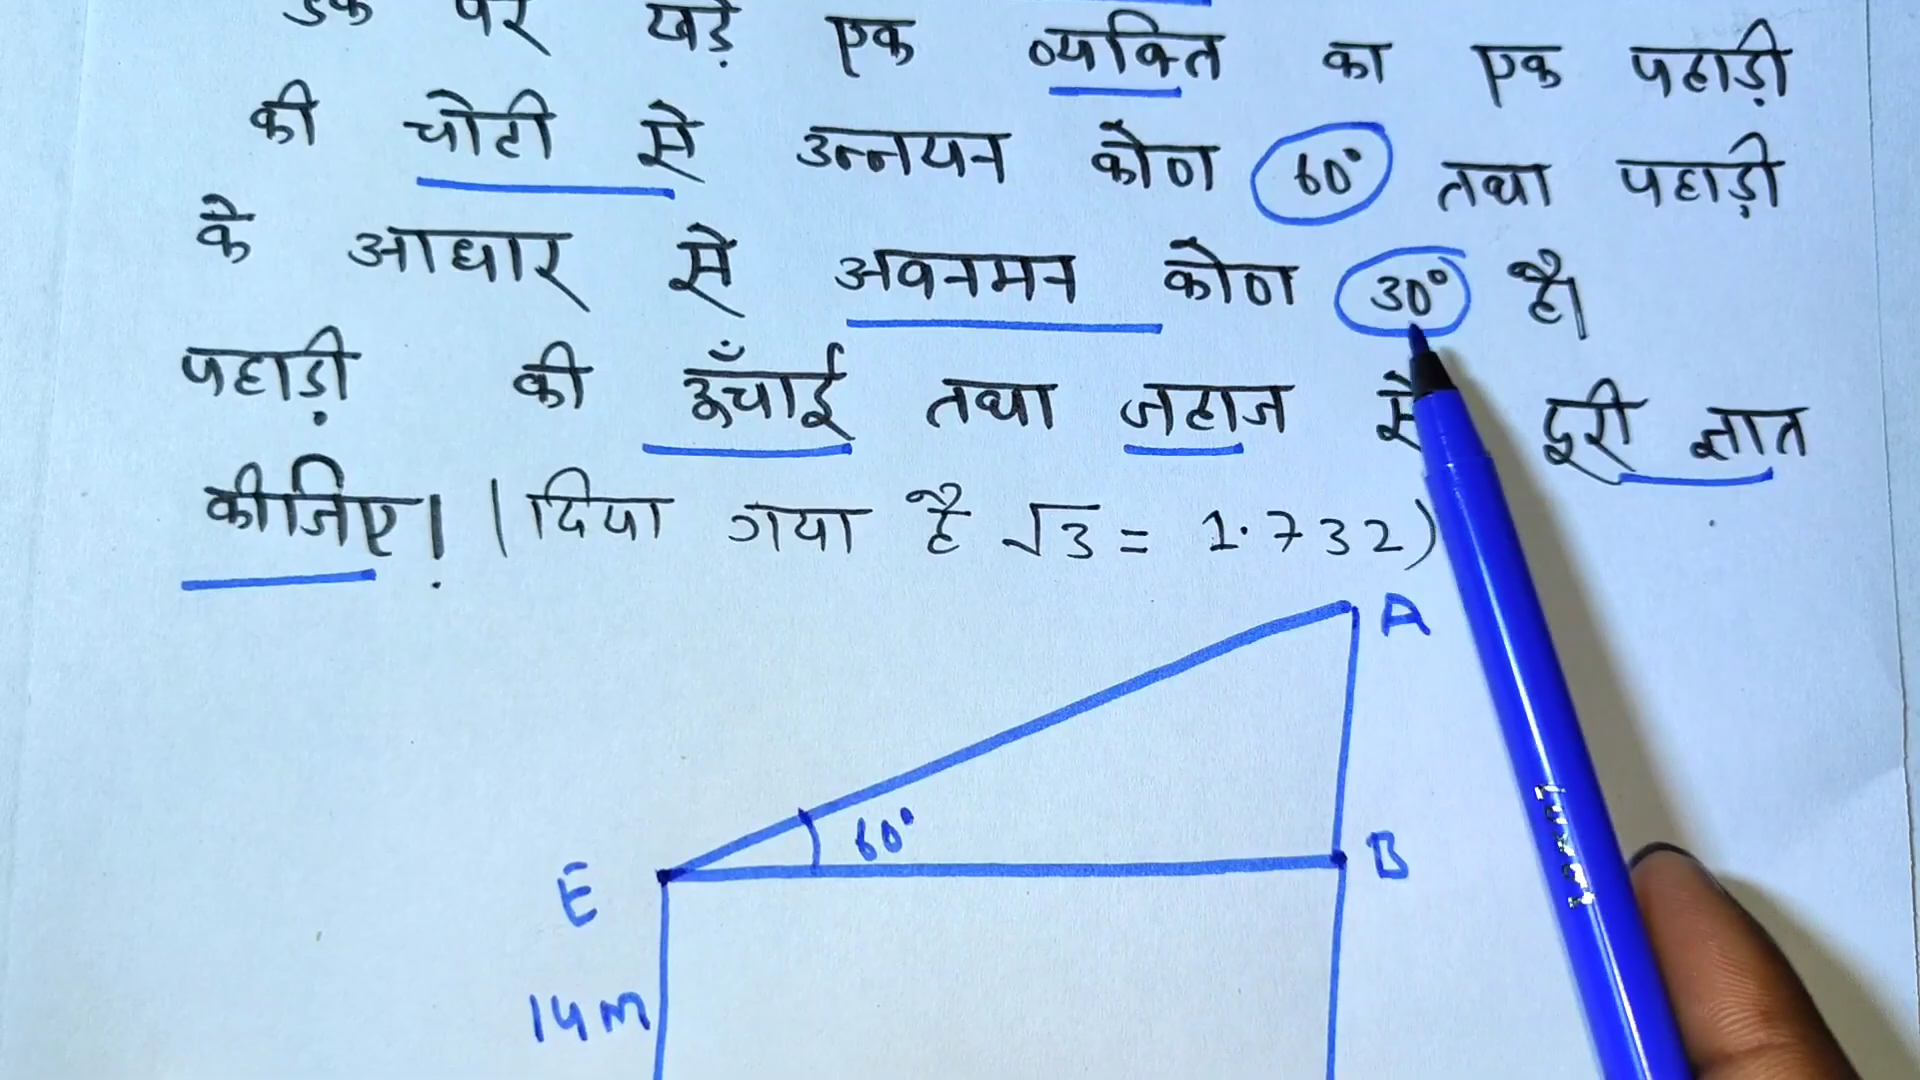 डेक पर खड़े एक व्यक्ति का एक पहाड़ी
की चोटी से उन्नयन कोण 60° तथा पहाड़ी
के आधार से अवनमन कोण 30° है।
पहाड़ी की ऊँचाई तथा जहाज से दूरी ज्ञात
कीजिए। (दिया गया है √3 = 1.732)
A
60°
E
B
14m